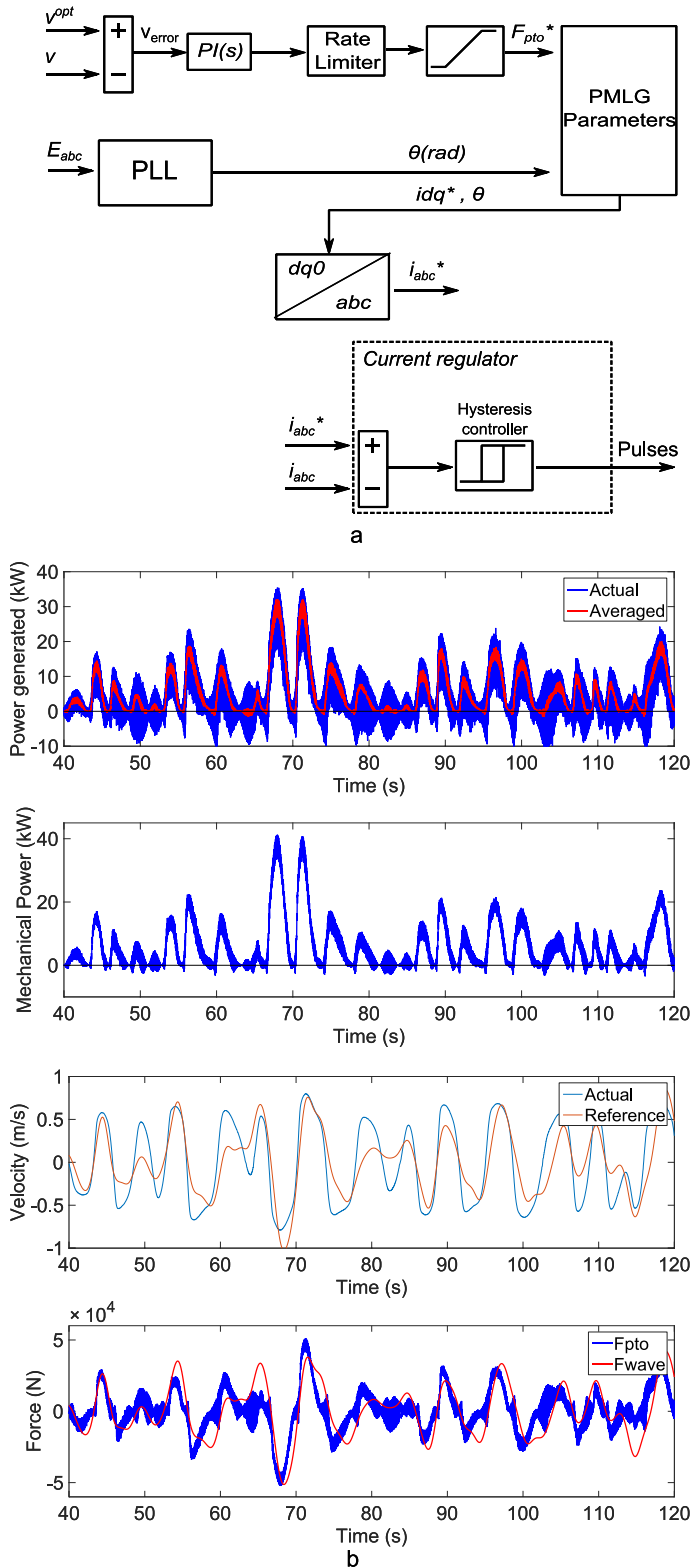 v^opt
v
+
−
v_error
PI(s)
Rate
Limiter
F_pto*
PMLG
Parameters
E_abc
PLL
θ(rad)
idq* , θ
dq0
abc
i_abc*
Current regulator
i_abc*
i_abc
+
−
Hysteresis
controller
Pulses
a
Power generated (kW)
40
30
20
10
0
-10
Actual
Averaged
40 50 60 70 80 90 100 110 120
Time (s)
Mechanical Power (kW)
40
20
0
40 50 60 70 80 90 100 110 120
Time (s)
Velocity (m/s)
1
0.5
0
-0.5
-1
Actual
Reference
40 50 60 70 80 90 100 110 120
Time (s)
× 10^4
Force (N)
5
0
-5
Fpto
Fwave
40 50 60 70 80 90 100 110 120
Time (s)
b